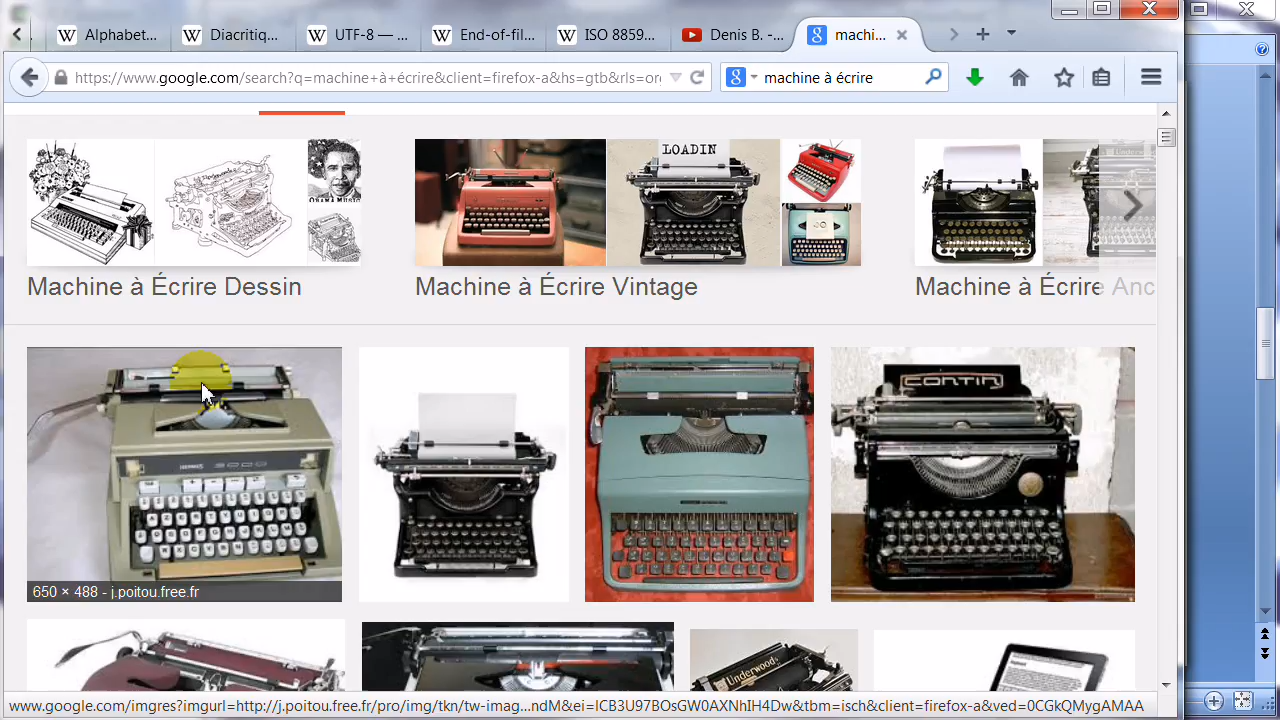 Alphabet...
Diacritiq...
UTF-8 — ...
End-of-fil...
ISO 8859...
Denis B. -...
machi...
https://www.google.com/search?q=machine+à+écrire&client=firefox-a&hs=gtb&rls=or
machine à écrire
LOADIN
Machine à Écrire Dessin
Machine à Écrire Vintage
Machine à Écrire Anc
CONTIN
HERMES 3000
650 × 488 - j.poitou.free.fr
Underwood
www.google.com/imgres?imgurl=http://j.poitou.free.fr/pro/img/tkn/tw-imag...ndM&ei=ICB3U97BOsGW0AXNhIH4Dw&tbm=isch&client=firefox-a&ved=0CGkQMygAMAA